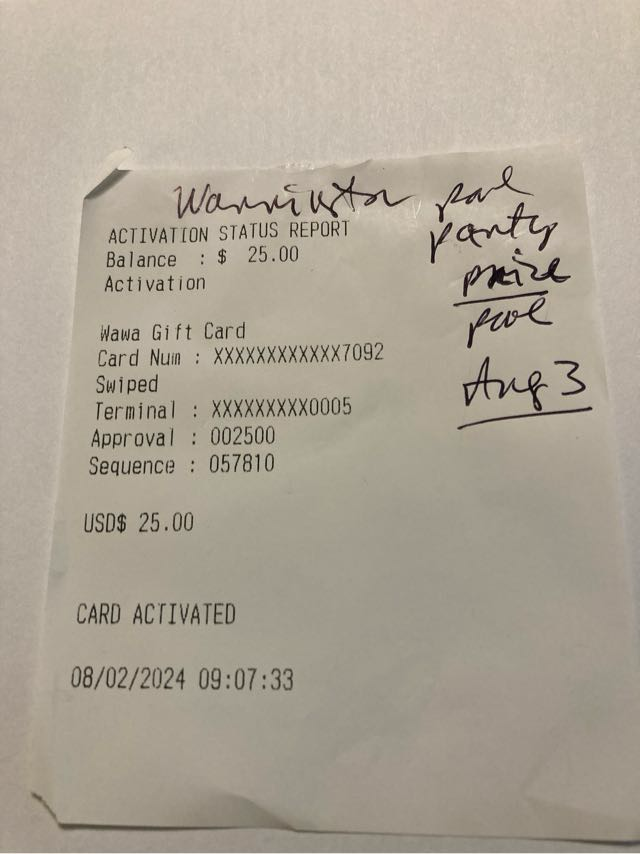 Warrington pool
party
prize
pool
Aug 3
ACTIVATION STATUS REPORT
Balance : $ 25.00
Activation
Wawa Gift Card
Card Num : XXXXXXXXXXXX7092
Swiped
Terminal : XXXXXXXXX0005
Approval : 002500
Sequence : 057810
USD$ 25.00
CARD ACTIVATED
08/02/2024 09:07:33